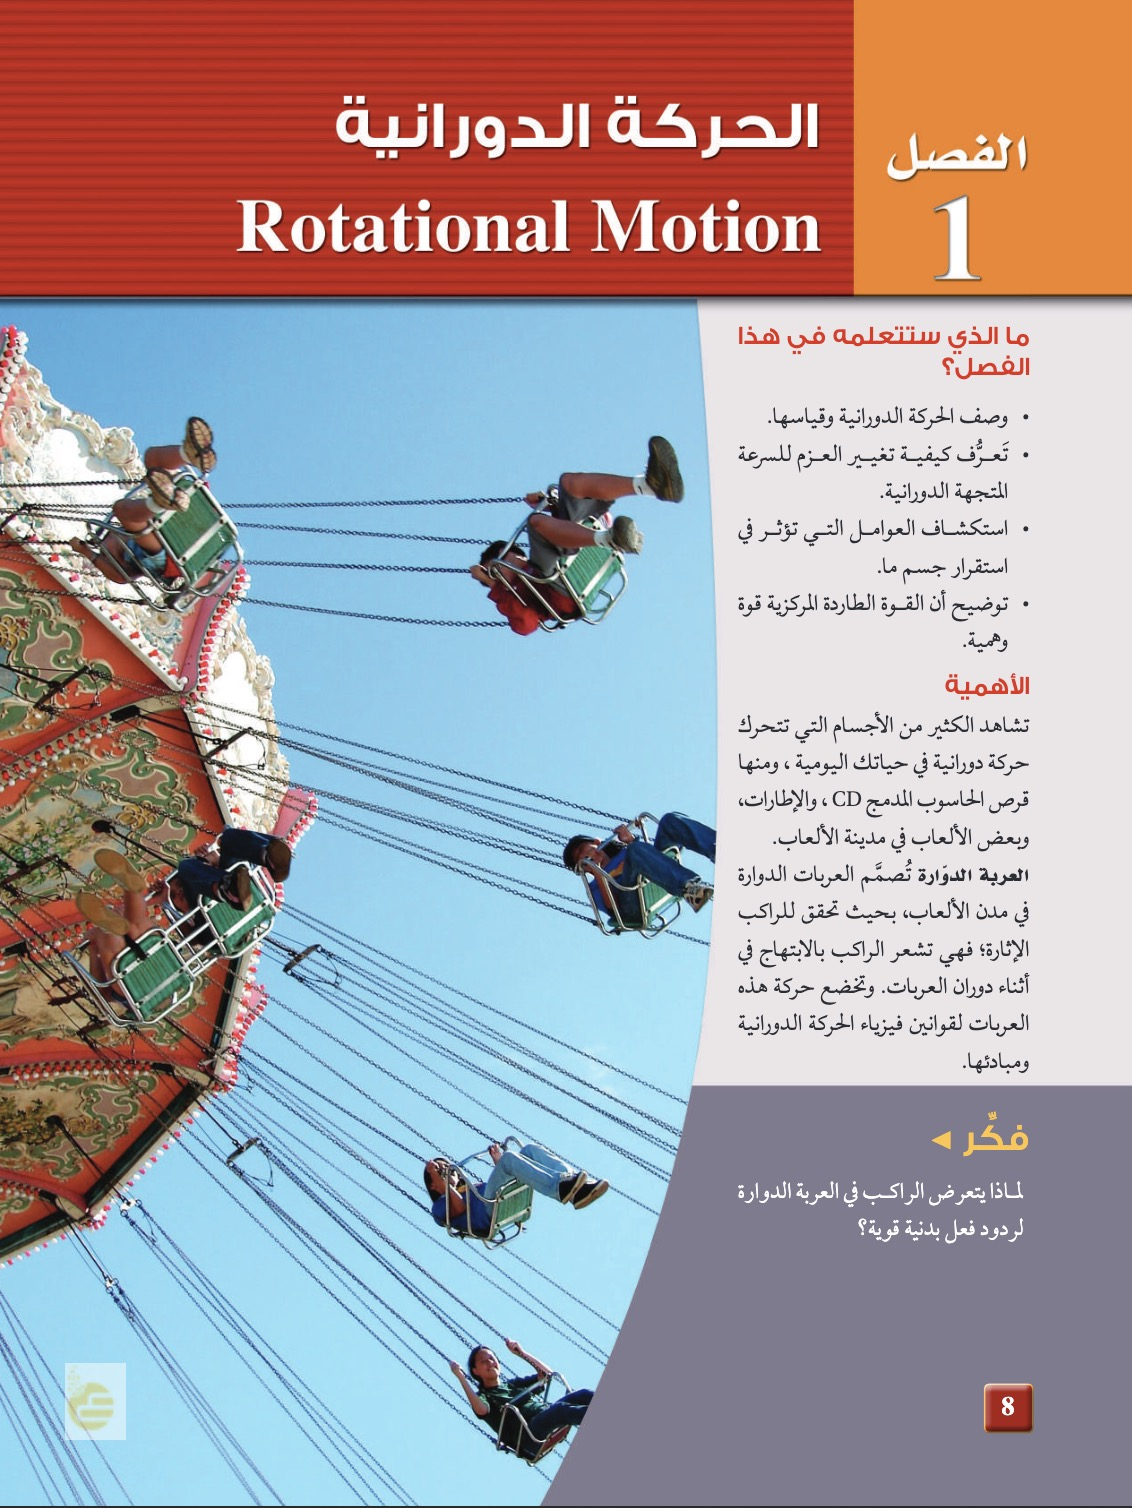 الفصل
1
الحركة الدورانية
Rotational Motion
ما الذي ستتعلمه في هذا
الفصل؟
• وصف الحركة الدورانية وقياسها.
• تَعرُّف كيفية تغيير العزم للسرعة
المتجهة الدورانية.
• استكشاف العوامل التي تؤثر في
استقرار جسم ما.
• توضيح أن القوة الطاردة المركزية قوة
وهمية.
الأهمية
تشاهد الكثير من الأجسام التي تتحرك
حركة دورانية في حياتك اليومية ، ومنها
قرص الحاسوب المدمج CD ، والإطارات،
وبعض الألعاب في مدينة الألعاب.
العربة الدوّارة تُصمَّم العربات الدوارة
في مدن الألعاب، بحيث تحقق للراكب
الإثارة؛ فهي تشعر الراكب بالابتهاج في
أثناء دوران العربات. وتخضع حركة هذه
العربات لقوانين فيزياء الحركة الدورانية
ومبادئها.
فكِّر ◄
لماذا يتعرض الراكب في العربة الدوارة
لردود فعل بدنية قوية؟
8